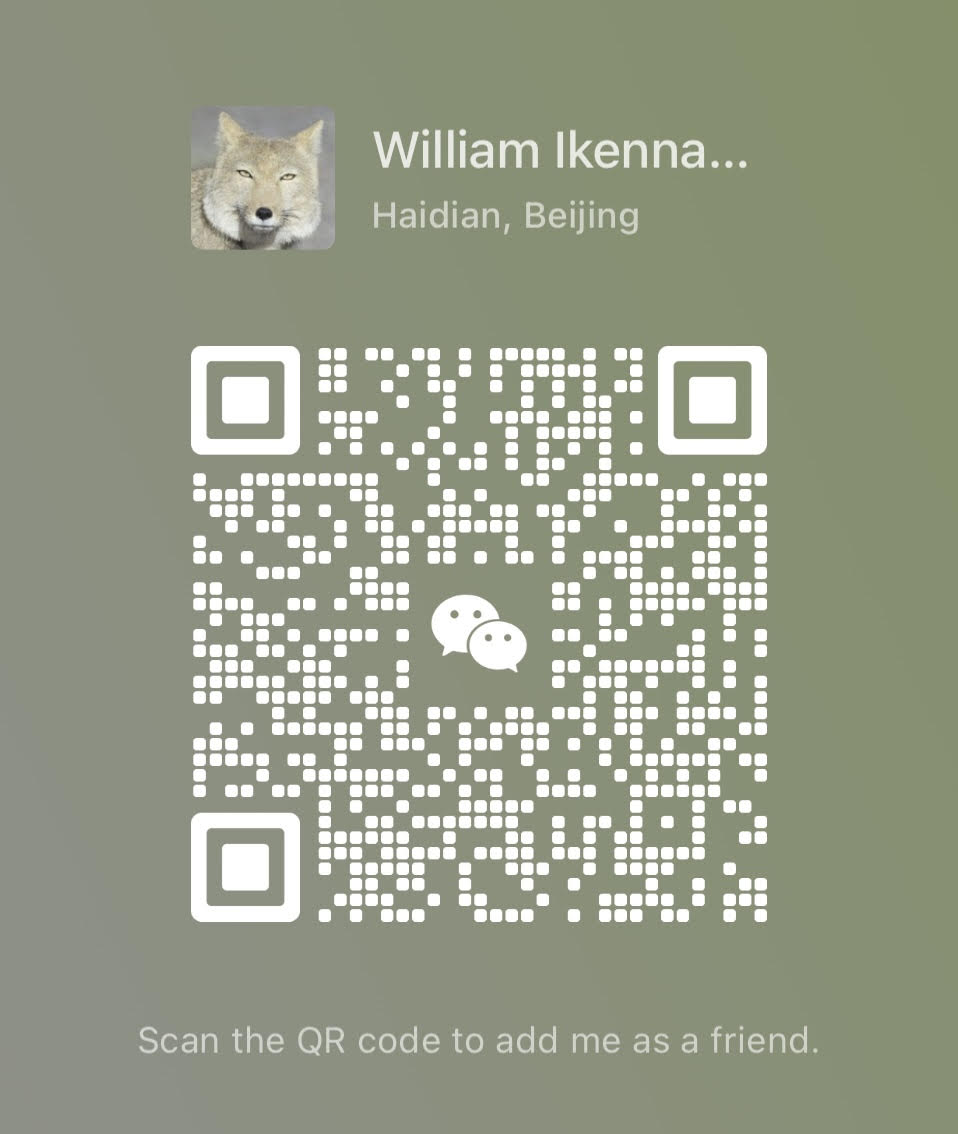 William Ikenna...
Haidian, Beijing
Scan the QR code to add me as a friend.